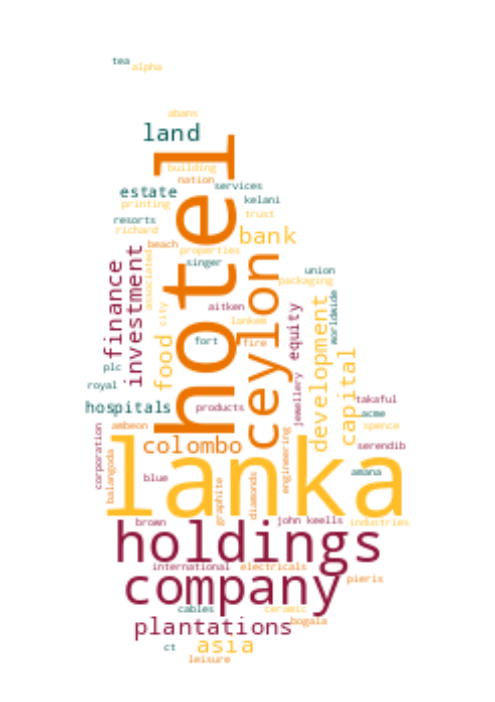 tea
alpha
abans
land
building
nation
services
estate
kelani
printing
trust
resorts
richard
bank
beach
properties
singer
union
packaging
hotel
ceylon
finance
investment
associated
city
food
worldwide
aitken
lankem
equity
development
fort
fire
plc
capital
royal
jewellery
takaful
hospitals
products
acme
ambeon
spence
corporation
colombo
engineering
serendib
balangoda
lanka
blue
graphite
diamonds
amana
brown
john keells
industries
holdings
international
electricals
company
pieris
cables
ceramic
plantations
bogala
asia
ct
leisure